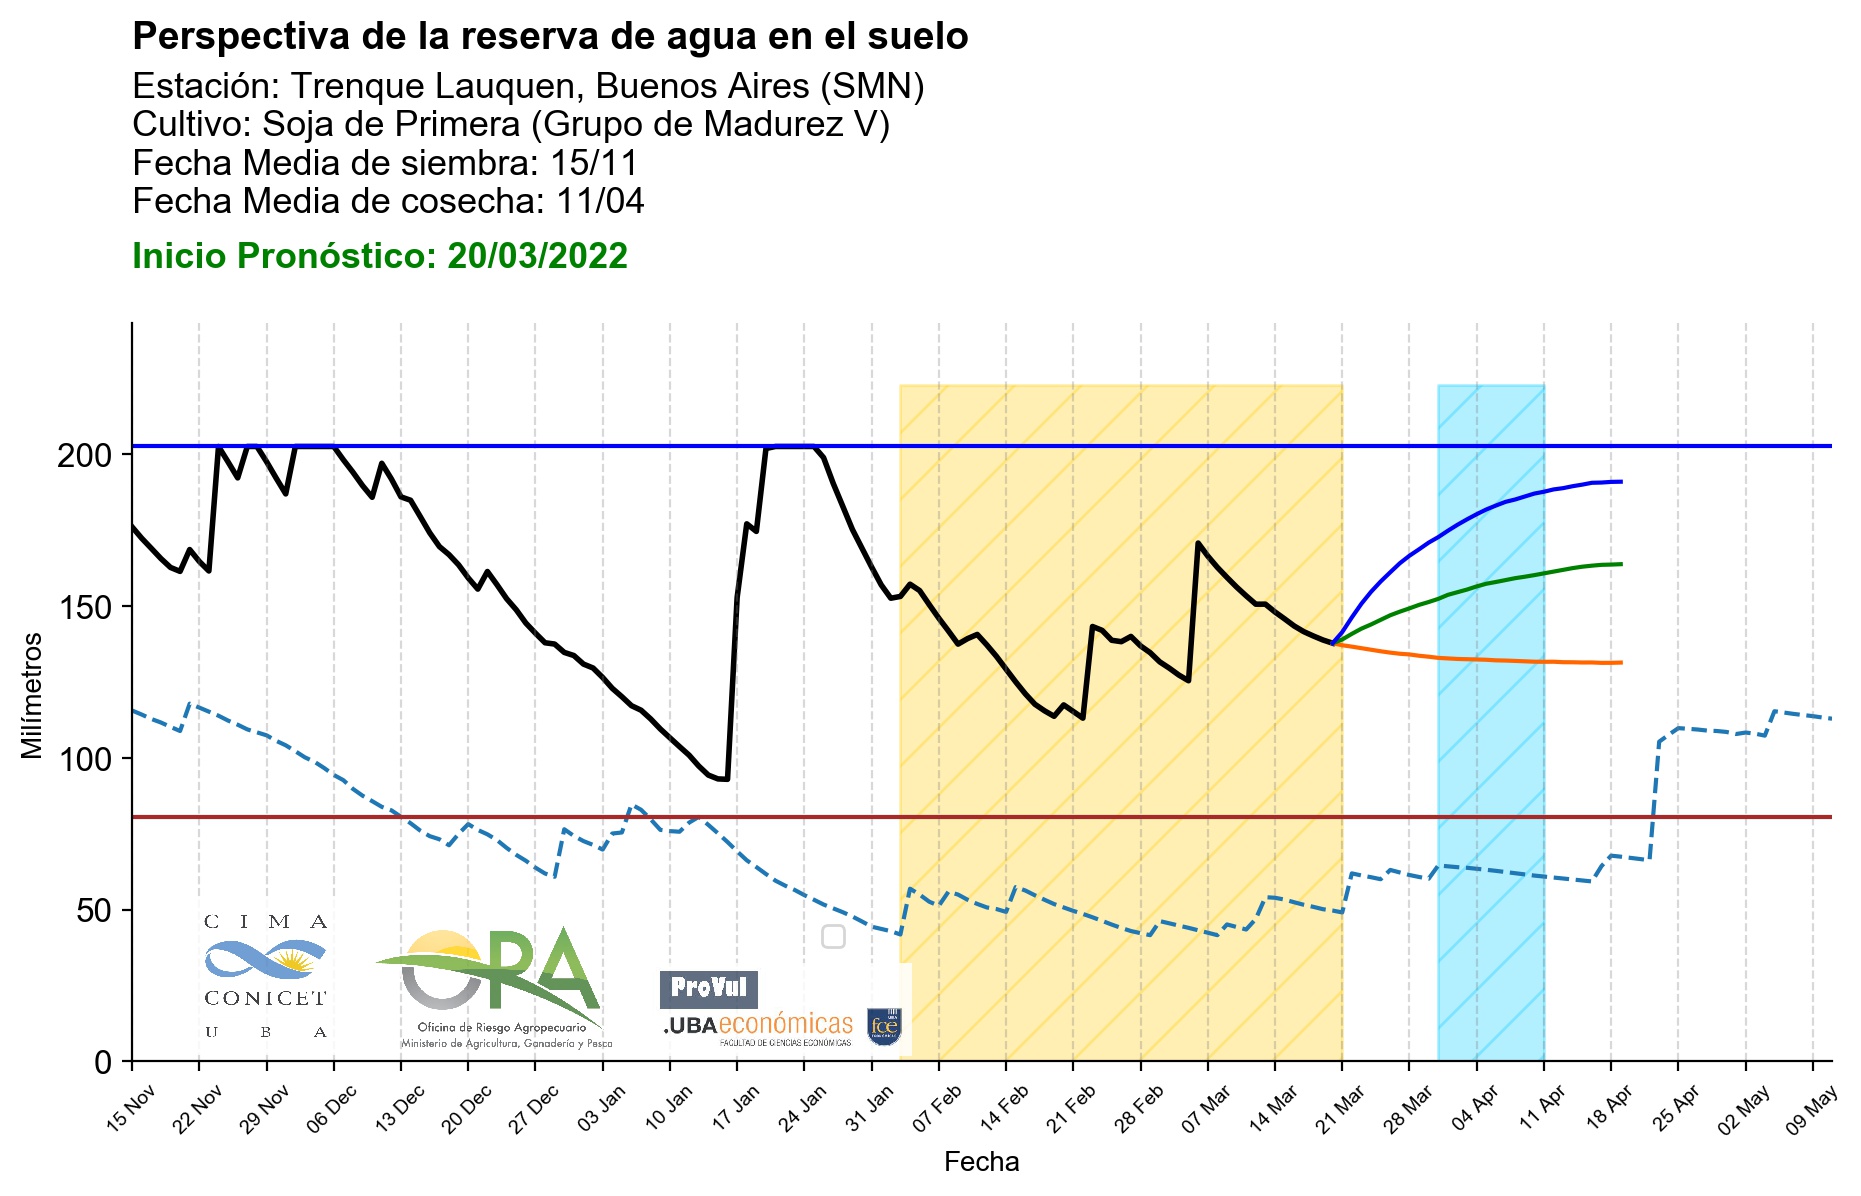 Perspectiva de la reserva de agua en el suelo
Estación: Trenque Lauquen, Buenos Aires (SMN)
Cultivo: Soja de Primera (Grupo de Madurez V)
Fecha Media de siembra: 15/11
Fecha Media de cosecha: 11/04
Inicio Pronóstico: 20/03/2022
Milímetros
200
150
100
50
0
C I M A
CONICET
U B A
ORA
Oficina de Riesgo Agropecuario
Ministerio de Agricultura, Ganadería y Pesca
ProVul
.UBAeconómicas
FACULTAD DE CIENCIAS ECONÓMICAS
fce
15 Nov
22 Nov
29 Nov
06 Dec
13 Dec
20 Dec
27 Dec
03 Jan
10 Jan
17 Jan
24 Jan
31 Jan
07 Feb
14 Feb
21 Feb
28 Feb
07 Mar
14 Mar
21 Mar
28 Mar
04 Apr
11 Apr
18 Apr
25 Apr
02 May
09 May
Fecha